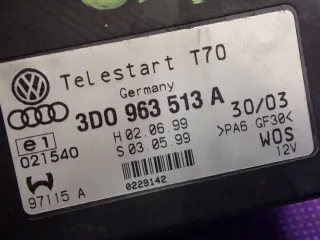 Telestart T70
Germany
3D0 963 513 A
e1
021540
H 02.06.99
S 03.05.99
30/03
>PA6 GF30<
WOS
12V
97115 A
0229142